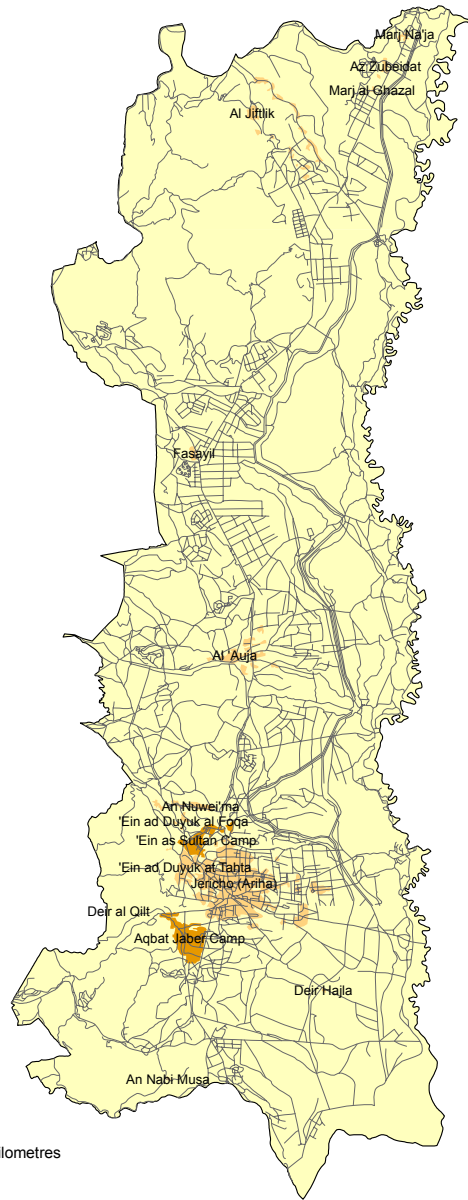 Marj Na'ja
Az Zubeidat
Marj al Ghazal
Al Jiftlik
Fasayil
Al 'Auja
An Nuwei'ma
'Ein ad Duyuk al Foqa
'Ein as Sultan Camp
'Ein ad Duyuk at Tahta
Jericho (Ariha)
Deir al Qilt
Aqbat Jaber Camp
Deir Hajla
An Nabi Musa
ilometres